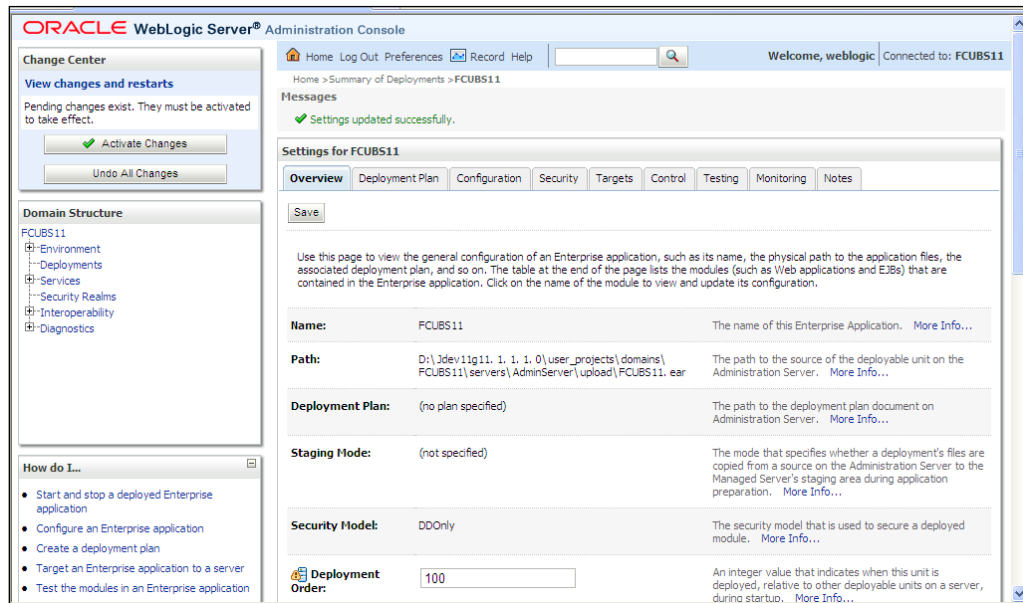 ORACLE WebLogic Server® Administration Console
Change Center
View changes and restarts
Pending changes exist. They must be activated
to take effect.
Activate Changes
Undo All Changes
Domain Structure
FCUBS11
Environment
Deployments
Services
Security Realms
Interoperability
Diagnostics
How do I...
Start and stop a deployed Enterprise
application
Configure an Enterprise application
Create a deployment plan
Target an Enterprise application to a server
Test the modules in an Enterprise application
Home Log Out Preferences Record Help
Welcome, weblogic Connected to: FCUBS11
Home >Summary of Deployments >FCUBS11
Messages
Settings updated successfully.
Settings for FCUBS11
Overview Deployment Plan Configuration Security Targets Control Testing Monitoring Notes
Save
Use this page to view the general configuration of an Enterprise application, such as its name, the physical path to the application files, the
associated deployment plan, and so on. The table at the end of the page lists the modules (such as Web applications and EJBs) that are
contained in the Enterprise application. Click on the name of the module to view and update its configuration.
Name: FCUBS11 The name of this Enterprise Application. More Info...
Path: D:\Jdev11g11. 1. 1. 1. 0\user_projects\domains\ The path to the source of the deployable unit on the
FCUBS11\servers\AdminServer\upload\FCUBS11. ear Administration Server. More Info...
Deployment Plan: (no plan specified) The path to the deployment plan document on
Administration Server. More Info...
Staging Mode: (not specified) The mode that specifies whether a deployment's files are
copied from a source on the Administration Server to the
Managed Server's staging area during application
preparation. More Info...
Security Model: DDOnly The security model that is used to secure a deployed
module. More Info...
Deployment 100 An integer value that indicates when this unit is
Order: deployed, relative to other deployable units on a server,
during startup. More Info...